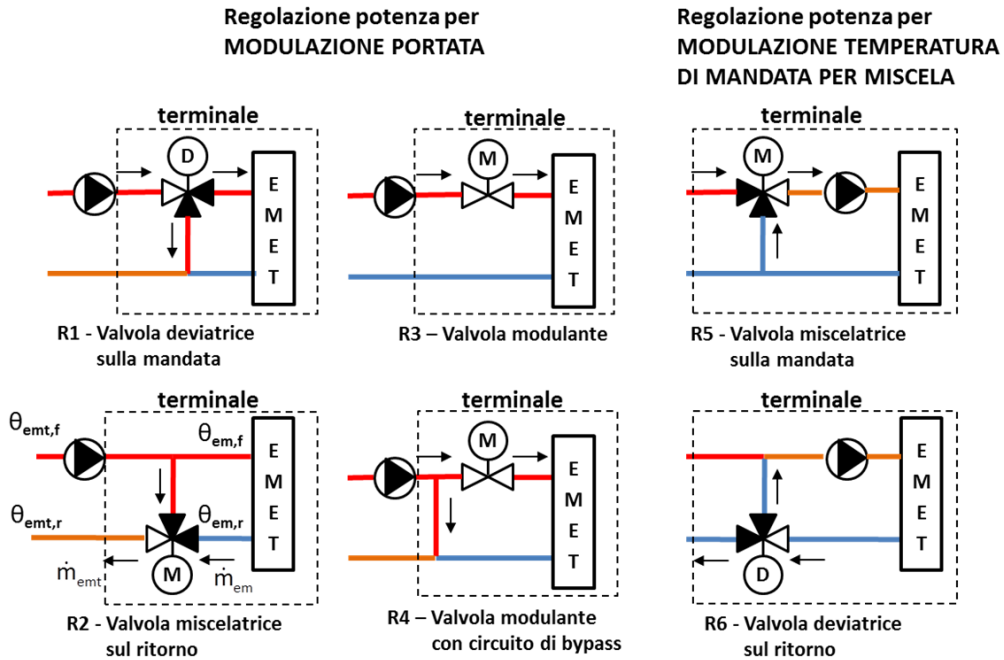 Regolazione potenza per
MODULAZIONE PORTATA
Regolazione potenza per
MODULAZIONE TEMPERATURA
DI MANDATA PER MISCELA
terminale
D
E
M
E
T
R1 - Valvola deviatrice
sulla mandata
terminale
M
E
M
E
T
R3 – Valvola modulante
terminale
M
E
M
E
T
R5 - Valvola miscelatrice
sulla mandata
terminale
θemt,f
θem,f
E
M
E
T
θemt,r
θem,r
ṁemt
M
ṁem
R2 - Valvola miscelatrice
sul ritorno
terminale
M
E
M
E
T
R4 – Valvola modulante
con circuito di bypass
terminale
E
M
E
T
D
R6 - Valvola deviatrice
sul ritorno